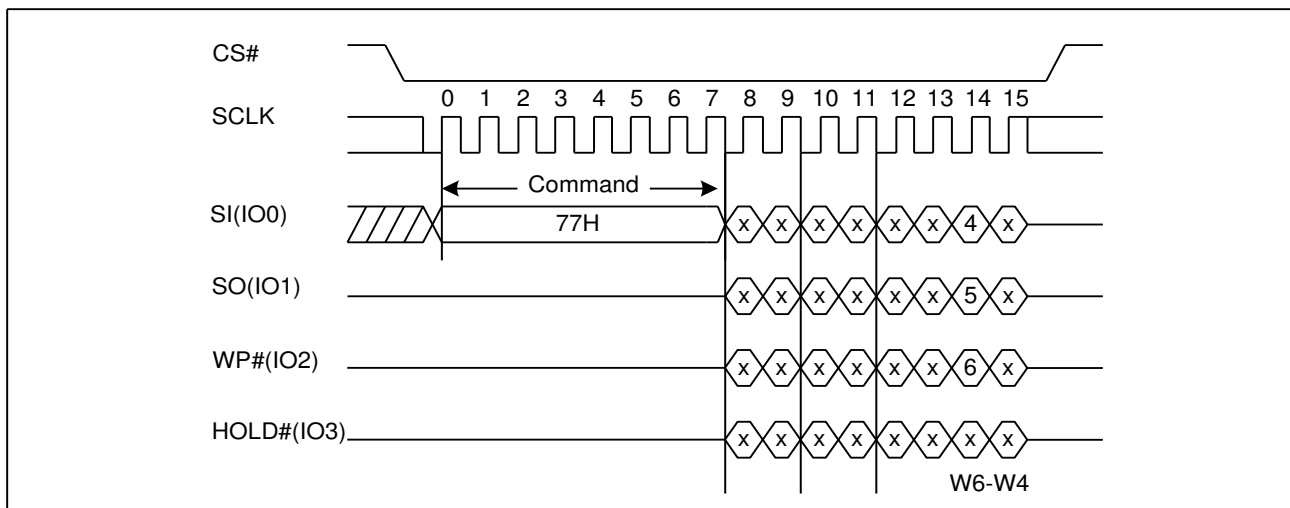 CS#
0 1 2 3 4 5 6 7 8 9 10 11 12 13 14 15
SCLK
Command
SI(IO0) 77H x x x x x x 4 x
SO(IO1) x x x x x x 5 x
WP#(IO2) x x x x x x 6 x
HOLD#(IO3) x x x x x x x x
W6-W4